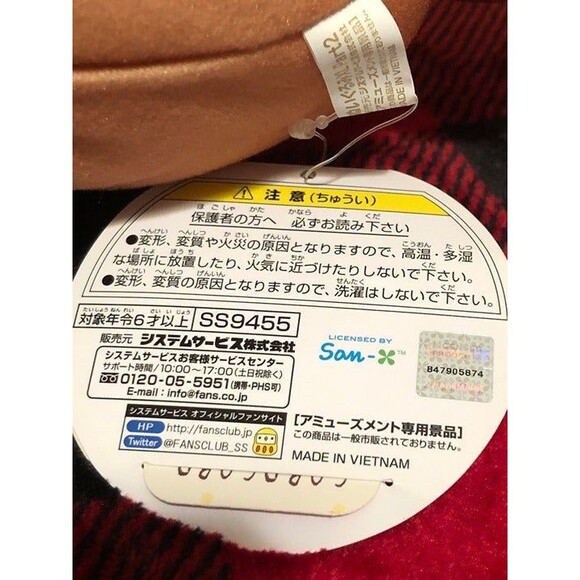 MADE IN VIETNAM
注意(ちゅうい)
保護者の方へ 必ずお読み下さい
●変形、変質や火災の原因となりますので、高温・多湿
な場所に放置したり、火気に近づけたりしないで下さい。
●変形、変質の原因となりますので、洗濯はしないで下さい。
対象年令6才以上 SS9455
販売元 システムサービス株式会社
システムサービスお客様サービスセンター
サポート時間/10:00〜17:00(土日祝除く)
0120-05-5951(携帯・PHS可)
E-mail:info@fans.co.jp
システムサービス オフィシャルファンサイト
HP http://fansclub.jp
Twitter @FANSCLUB_SS
LICENSED BY
San-X
B47905874
[アミューズメント専用景品]
この商品は一般市販されておりません。
MADE IN VIETNAM